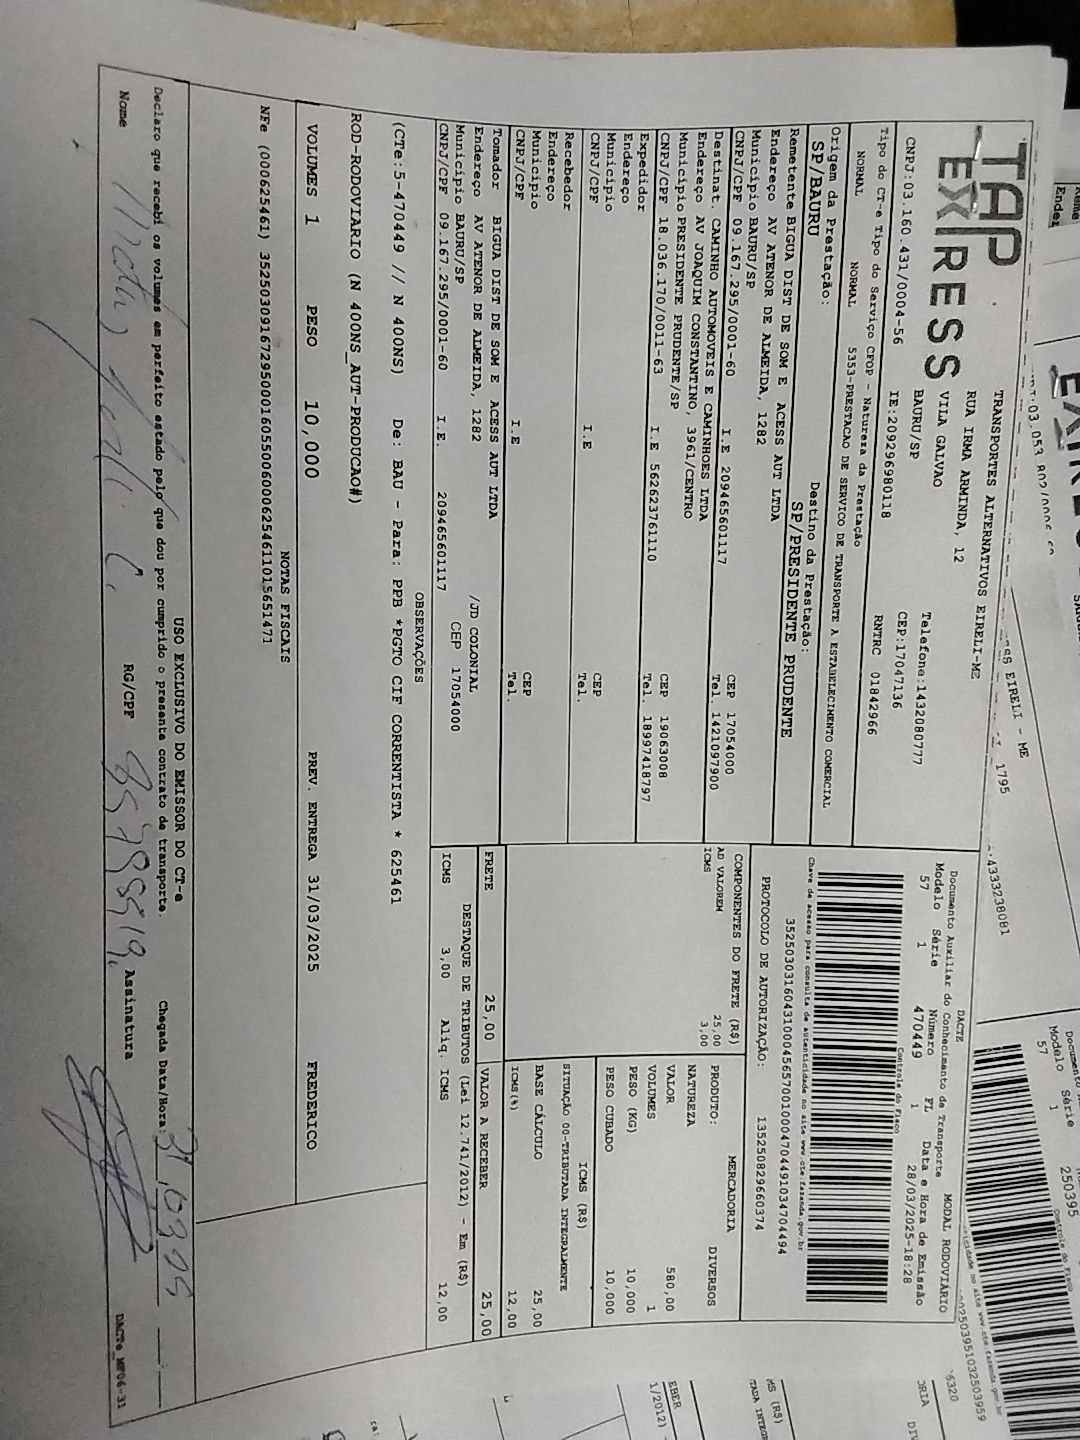 TAP
EXPRESS
TRANSPORTES ALTERNATIVOS EIRELI-ME
RUA IRMA ARMINDA, 12
VILA GALVAO
BAURU/SP
Telefone:1432080777
CEP:17047136
CNPJ:03.160.431/0004-56
IE:209296980118
RNTRC 01842966
Tipo do CT-e Tipo do Serviço CFOP - Natureza da Prestação
NORMAL NORMAL 5353-PRESTACAO DE SERVICO DE TRANSPORTE A ESTABELECIMENTO COMERCIAL
Origem da Prestação:
SP/BAURU
Destino da Prestação:
SP/PRESIDENTE PRUDENTE
DACTE
MODAL RODOVIÁRIO
Documento Auxiliar do Conhecimento de Transporte
Modelo Série Número FL Data e Hora de Emissão
57 1 470449 1 28/03/2025-18:28
Controle do Fisco
Chave de acesso para consulta de autenticidade no site www.cte.fazenda.gov.br
PROTOCOLO DE AUTORIZAÇÃO: 135250829660374
Remetente BIGUA DIST DE SOM E ACESS AUT LTDA
Endereço AV ATENOR DE ALMEIDA, 1282
Município BAURU/SP
CEP 17054000
CNPJ/CPF 09.167.295/0001-60 I.E 209465601117 Tel. 1421097900
Destinat. CAMINHO AUTOMOVEIS E CAMINHOES LTDA
Endereço AV JOAQUIM CONSTANTINO, 3961/CENTRO
Município PRESIDENTE PRUDENTE/SP CEP 19063008
CNPJ/CPF 18.036.170/0011-63 I.E 562623761110 Tel. 18997418797
Expedidor
Endereço
Município CEP
CNPJ/CPF I.E Tel.
Recebedor
Endereço
Município CEP
CNPJ/CPF I.E Tel.
Tomador BIGUA DIST DE SOM E ACESS AUT LTDA
Endereço AV ATENOR DE ALMEIDA, 1282 /JD COLONIAL
Município BAURU/SP CEP 17054000
CNPJ/CPF 09.167.295/0001-60 I.E. 209465601117
COMPONENTES DO FRETE (R$)
AD VALOREM 25,00
ICMS 3,00
MERCADORIA
PRODUTO: DIVERSOS
NATUREZA
VALOR 580,00
VOLUMES 1
PESO (KG) 10,000
PESO CUBADO 10,000
ICMS (R$)
SITUAÇÃO 00-TRIBUTADA INTEGRALMENTE
BASE CÁLCULO 25,00
ICMS(%) 12,00
FRETE 25,00
VALOR A RECEBER 25,00
DESTAQUE DE TRIBUTOS (Lei 12.741/2012) - Em (R$)
ICMS 3,00 Aliq. ICMS 12,00
OBSERVAÇÕES
(CTe:5-470449 // N 400NS) De: BAU - Para: PPB *PGTO CIF CORRENTISTA * 625461
ROD-RODOVIARIO (N 400NS_AUT-PRODUCAO#)
VOLUMES 1 PESO 10,000 PREV. ENTREGA 31/03/2025 FREDERICO
NOTAS FISCAIS
USO EXCLUSIVO DO EMISSOR DO CT-e
Declaro que recebi os volumes em perfeito estado pelo que dou por cumprido o presente contrato de transporte.
Chegada Data/Hora:
Nome RG/CPF Assinatura
DACTe_MF06-31